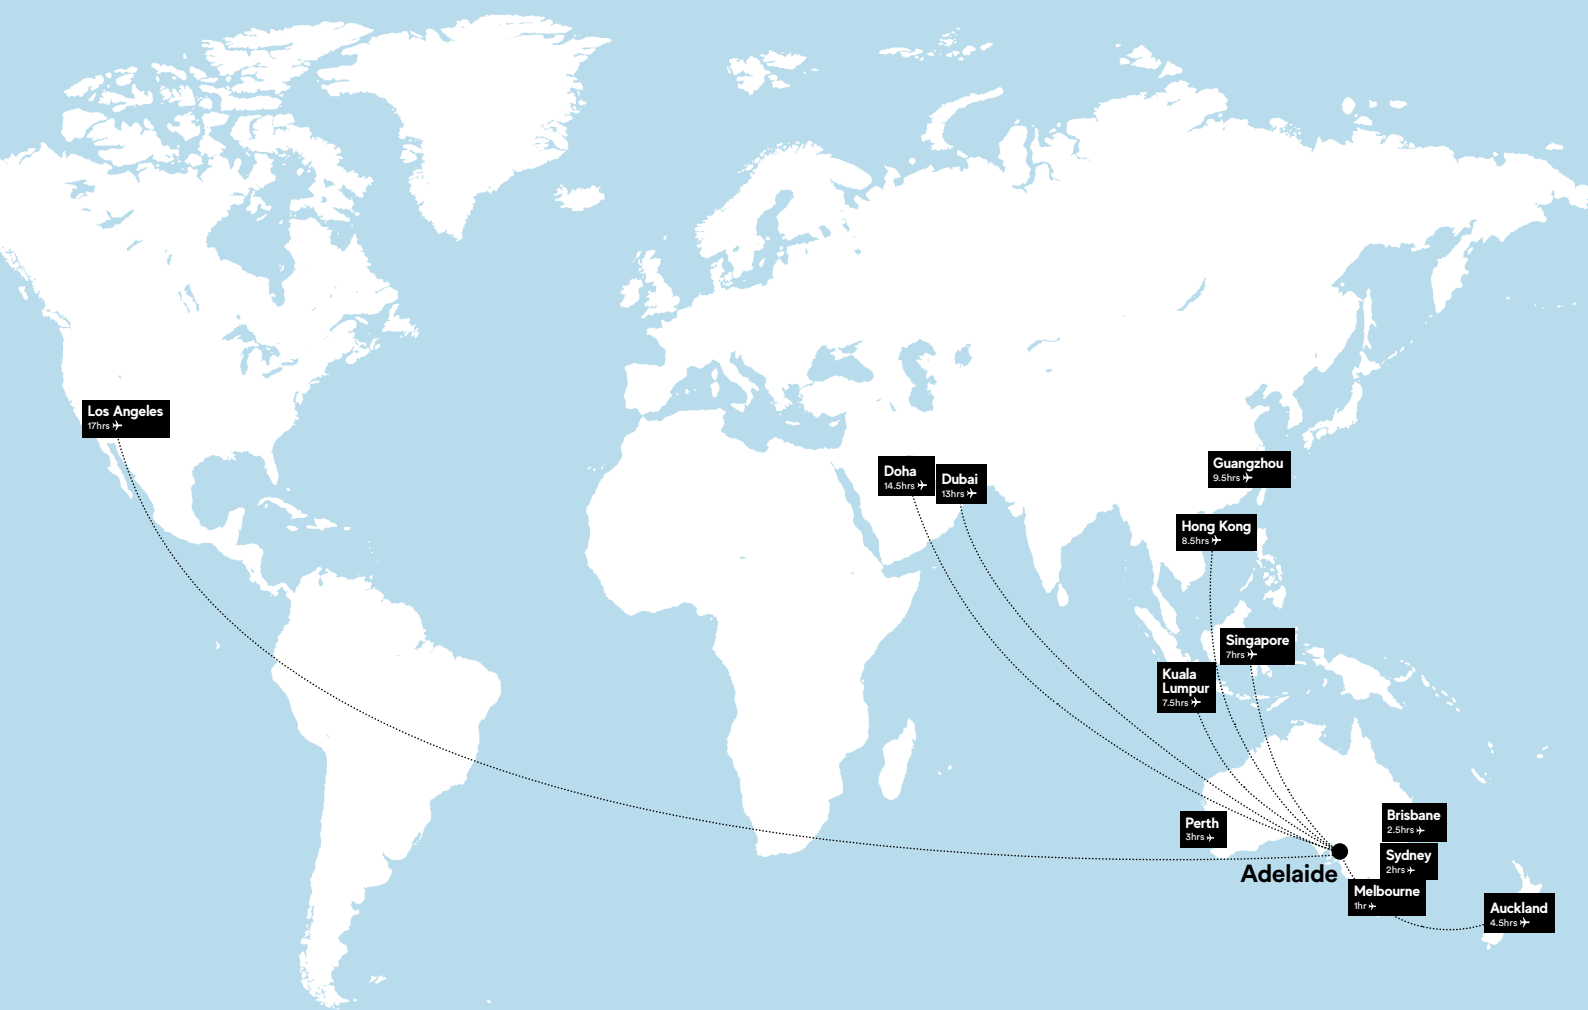 Los Angeles
17hrs
Doha
14.5hrs
Dubai
13hrs
Guangzhou
9.5hrs
Hong Kong
8.5hrs
Singapore
7hrs
Kuala
Lumpur
7.5hrs
Perth
3hrs
Brisbane
2.5hrs
Sydney
2hrs
Adelaide
Melbourne
1hr
Auckland
4.5hrs